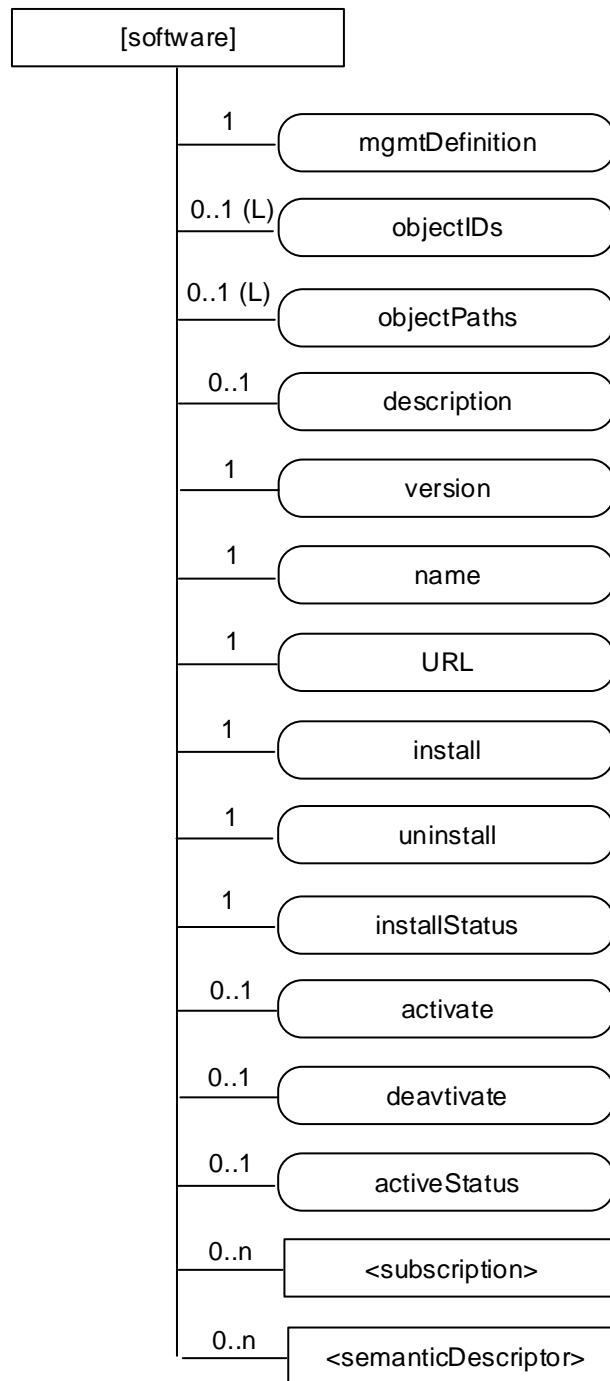 [software]
1
mgmtDefinition
0..1 (L)
objectIDs
0..1 (L)
objectPaths
0..1
description
1
version
1
name
1
URL
1
install
1
uninstall
1
installStatus
0..1
activate
0..1
deavtivate
0..1
activeStatus
0..n
<subscription>
0..n
<semanticDescriptor>